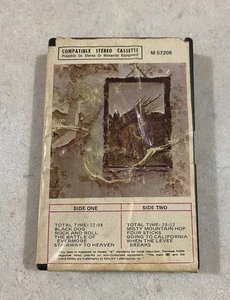 COMPATIBLE STEREO CASSETTE
Playable On Stereo Or Monaural Equipment
M 57208
SIDE ONE
SIDE TWO
TOTAL TIME: 22:08
BLACK DOG
ROCK AND ROLL
THE BATTLE OF
EVERMORE
STAIRWAY TO HEAVEN
TOTAL TIME: 20:12
MISTY MOUNTAIN HOP
FOUR STICKS
GOING TO CALIFORNIA
WHEN THE LEVEE
BREAKS